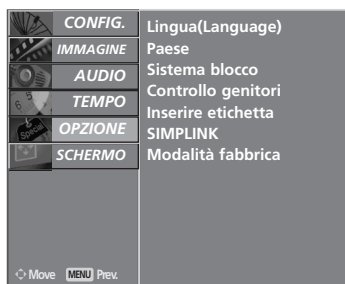 CONFIG.
IMMAGINE
AUDIO
TEMPO
OPZIONE
SCHERMO
Lingua(Language)
Paese
Sistema blocco
Controllo genitori
Inserire etichetta
SIMPLINK
Modalità fabbrica
Move MENU Prev.